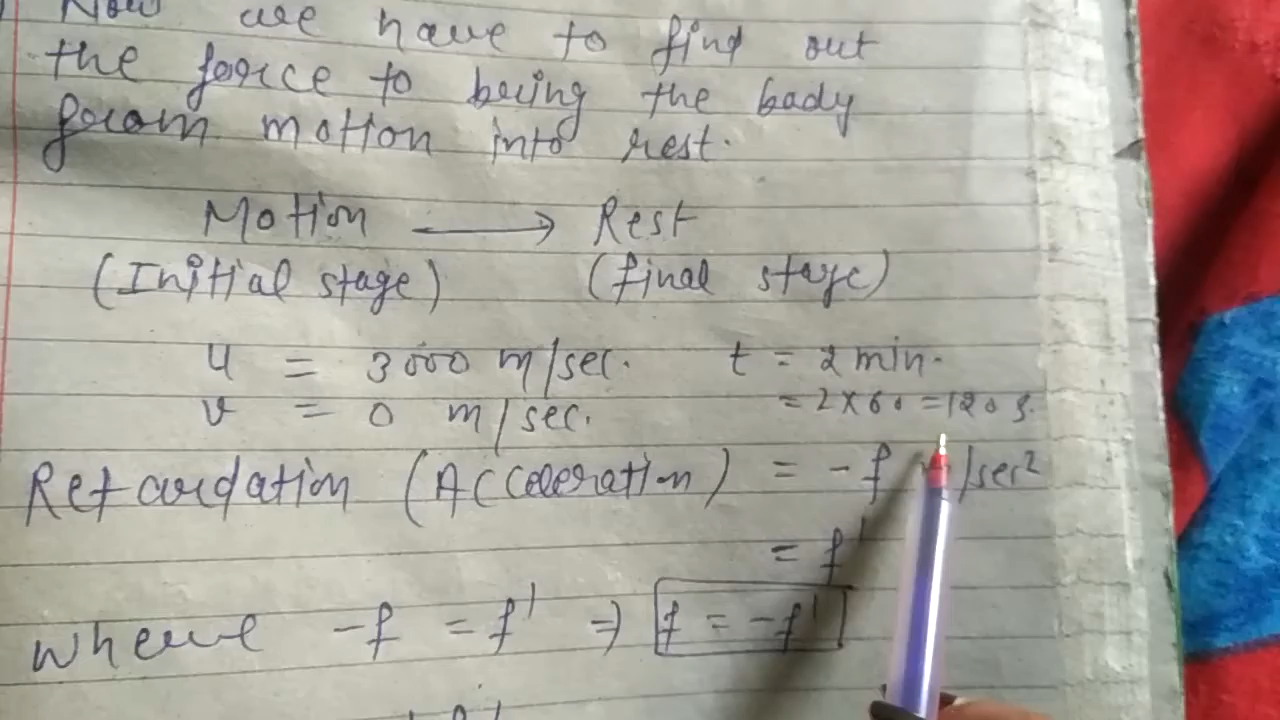 Now we have to find out
the force to bring the body
from motion into rest.
Motion → Rest
(Initial stage) (final stage)
u = 3000 m/sec. t = 2 min.
v = 0 m/sec. = 2 x 60 = 120 s.
Retardation (Acceleration) = -f /sec²
= f'
where -f = f' ⇒ f = -f'